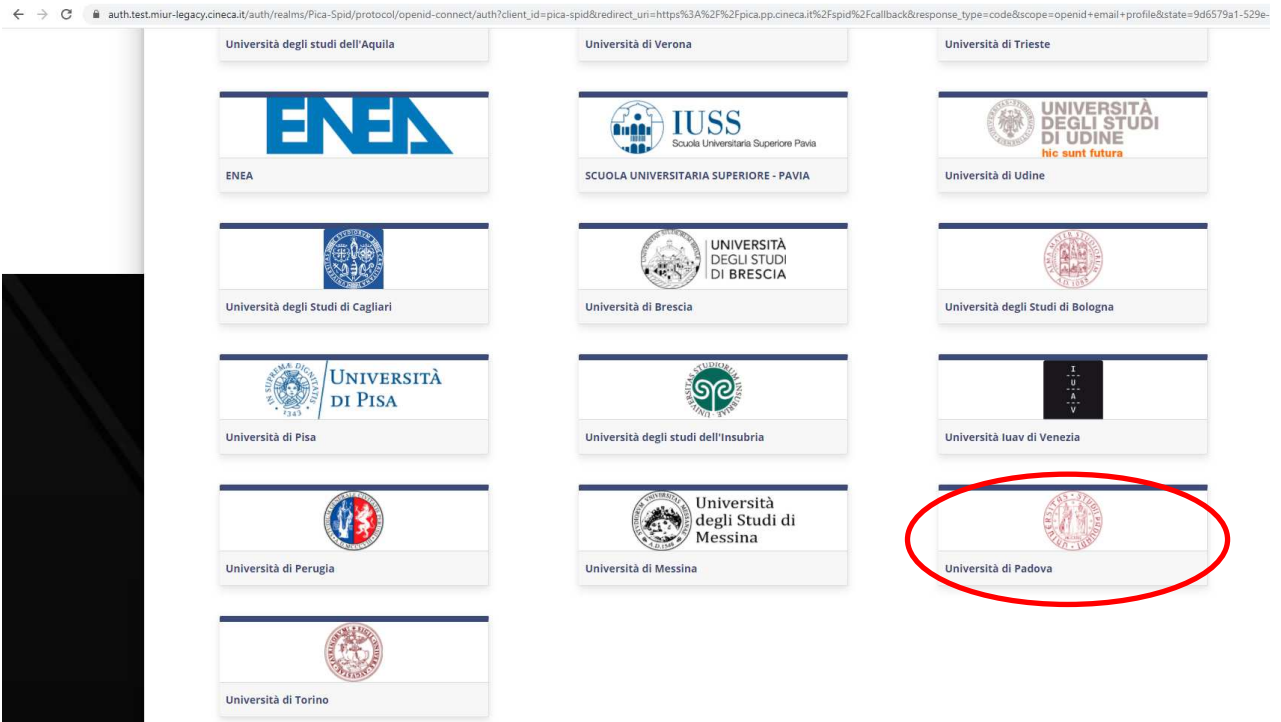 auth.test.miur-legacy.cineca.it/auth/realms/Pica-Spid/protocol/openid-connect/auth?client_id=pica-spid&redirect_uri=https%3A%2F%2Fpica.pp.cineca.it%2Fspid%2Fcallback&response_type=code&scope=openid+email+profile&state=9d6579a1-529e-
Università degli studi dell'Aquila
Università di Verona
Università di Trieste
ENEA
IUSS
Scuola Universitaria Superiore Pavia
UNIVERSITÀ
DEGLI STUDI
DI UDINE
hic sunt futura
ENEA
SCUOLA UNIVERSITARIA SUPERIORE - PAVIA
Università di Udine
UNIVERSITÀ
DEGLI STUDI
DI BRESCIA
Università degli Studi di Cagliari
Università di Brescia
Università degli Studi di Bologna
IN SUPREMÆ DIGNITATIS
1343
UNIVERSITÀ
DI PISA
I
U
A
V
Università di Pisa
Università degli studi dell'Insubria
Università Iuav di Venezia
Università
degli Studi di
Messina
Università di Perugia
Università di Messina
Università di Padova
Università di Torino